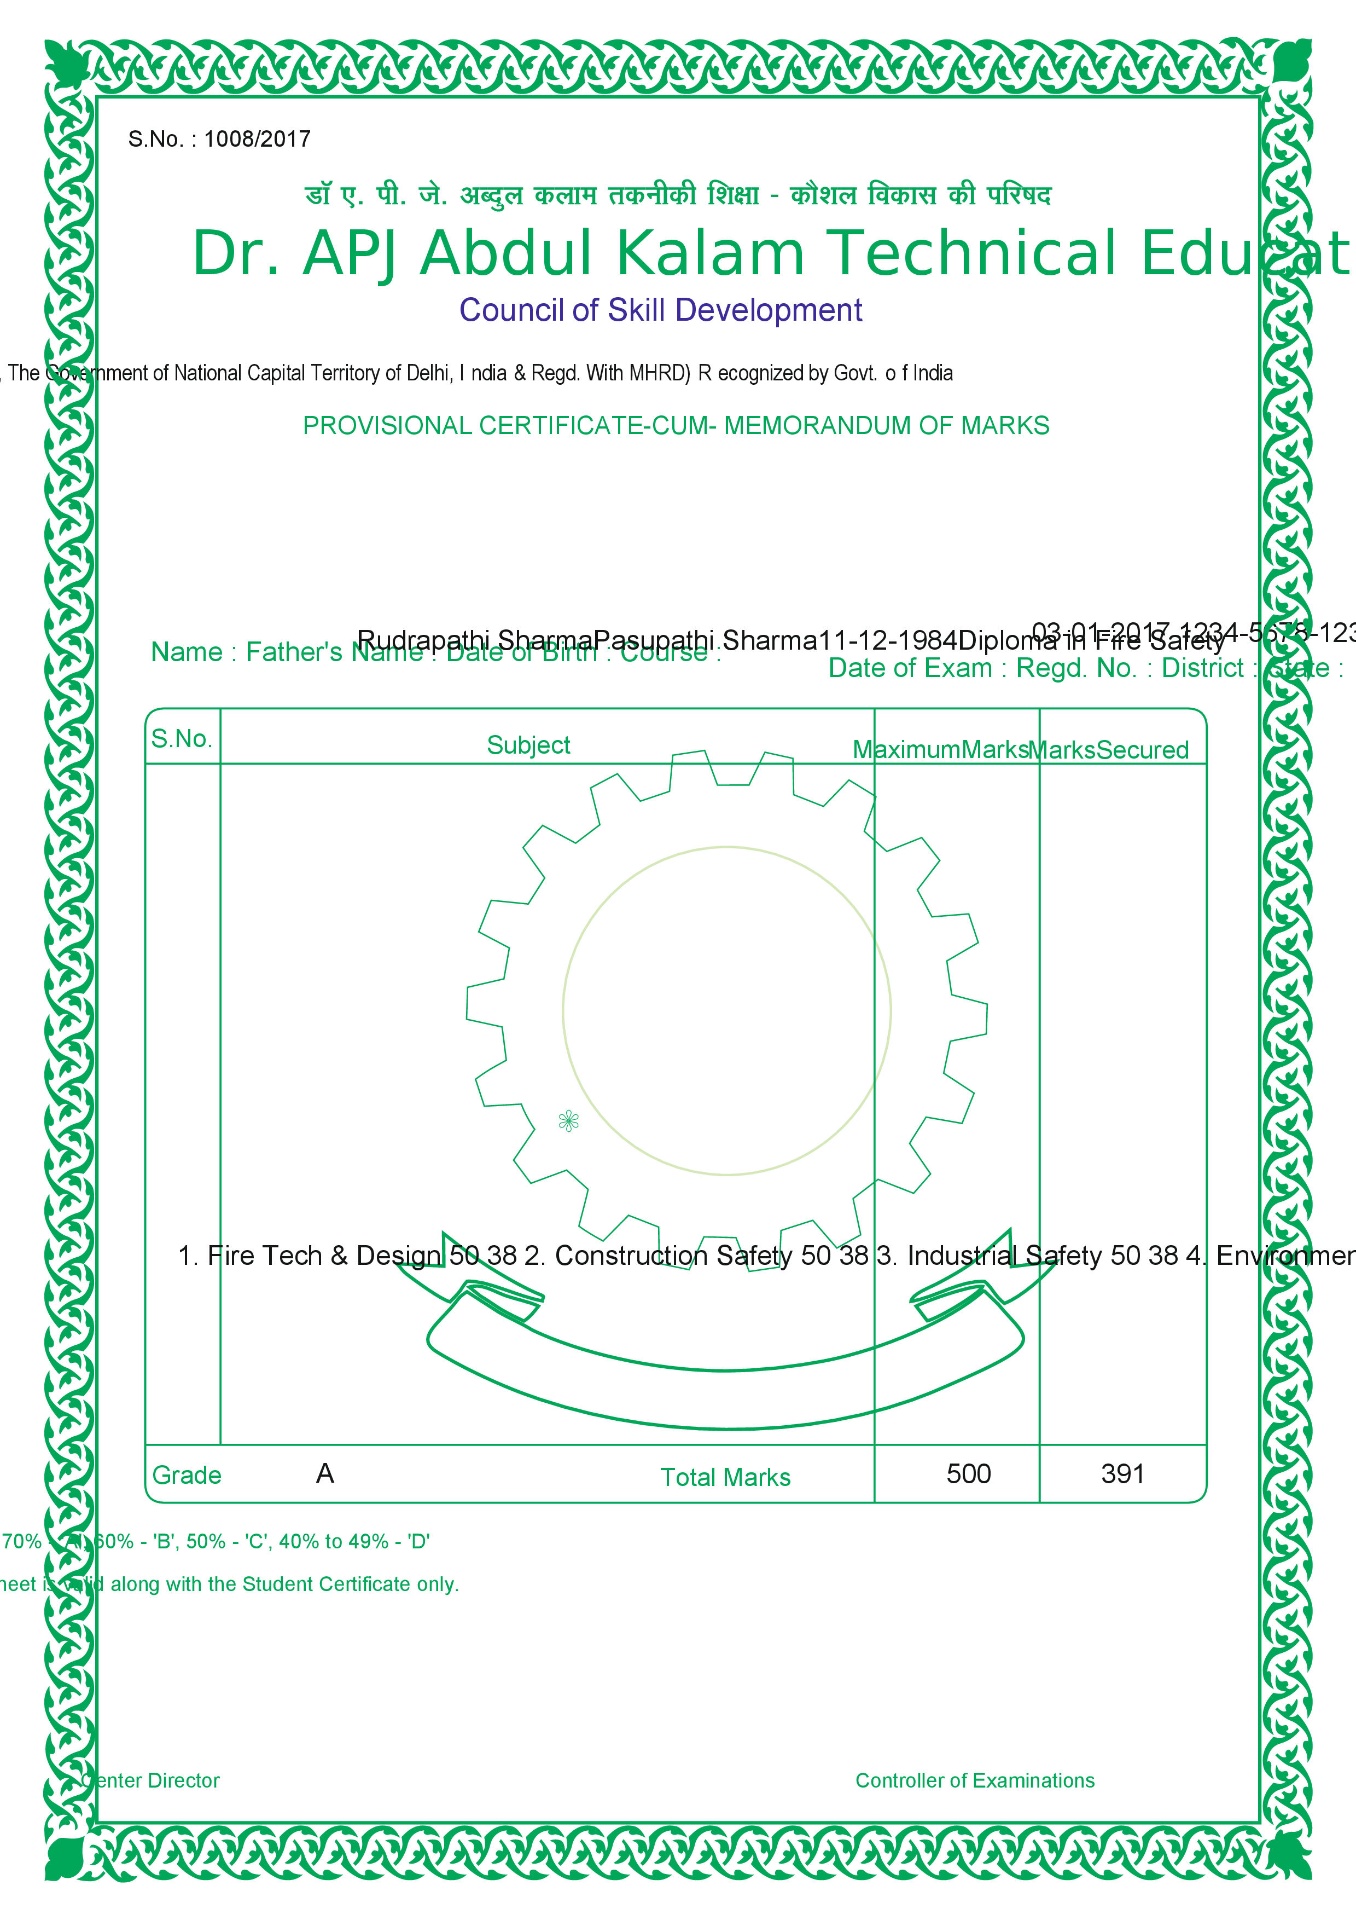 S.No. : 1008/2017
डॉ ए. पी. जे. अब्दुल कलाम तकनीकी शिक्षा - कौशल विकास की परिषद
Dr. APJ Abdul Kalam Technical Educat
Council of Skill Development
, The Government of National Capital Territory of Delhi, I ndia & Regd. With MHRD) R ecognized by Govt. o f India
PROVISIONAL CERTIFICATE-CUM- MEMORANDUM OF MARKS
Rudrapathi SharmaPasupathi Sharma11-12-1984Diploma in Fire Safety
03-01-2017 1234-5678-123
Name : Father's Name : Date of Birth : Course :
Date of Exam : Regd. No. : District : State :
S.No. Subject MaximumMarks MarksSecured
1. Fire Tech & Design 50 38 2. Construction Safety 50 38 3. Industrial Safety 50 38 4. Environmen
Grade A Total Marks 500 391
70% - 'A', 60% - 'B', 50% - 'C', 40% to 49% - 'D'
heet is valid along with the Student Certificate only.
Center Director Controller of Examinations